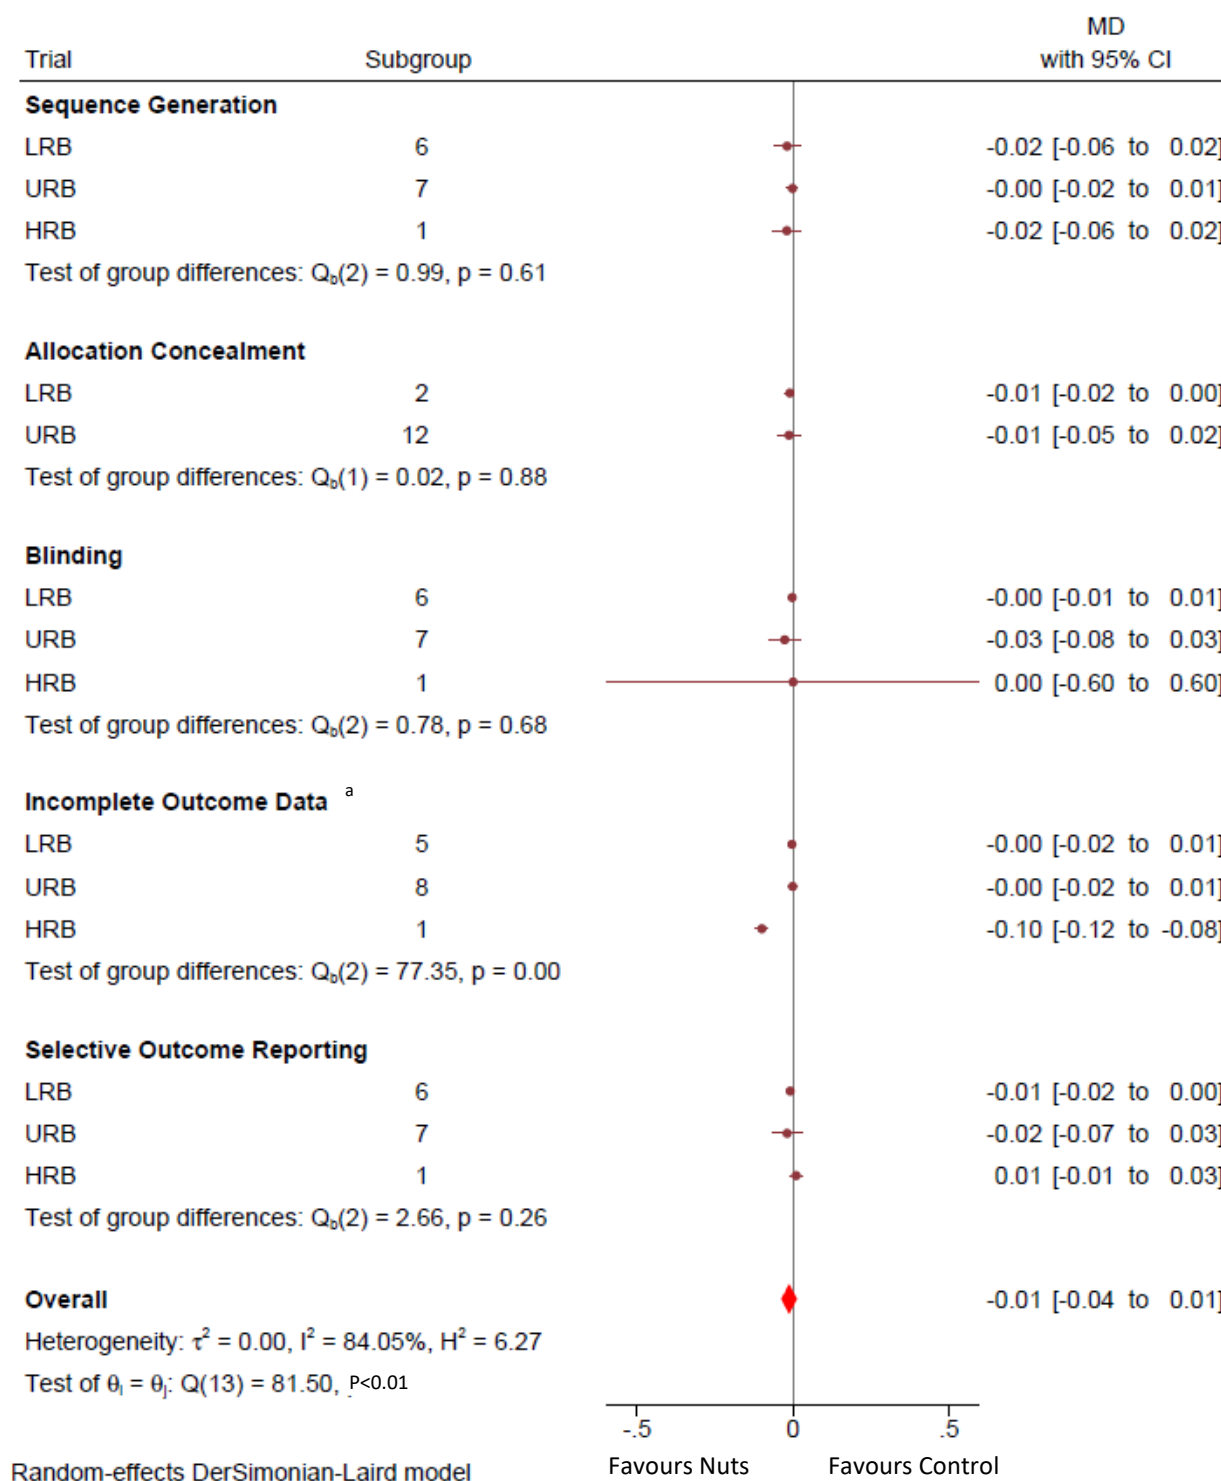 MD
Trial Subgroup with 95% CI
Sequence Generation
LRB 6 -0.02 [-0.06 to 0.02]
URB 7 -0.00 [-0.02 to 0.01]
HRB 1 -0.02 [-0.06 to 0.02]
Test of group differences: Q_b(2) = 0.99, p = 0.61
Allocation Concealment
LRB 2 -0.01 [-0.02 to 0.00]
URB 12 -0.01 [-0.05 to 0.02]
Test of group differences: Q_b(1) = 0.02, p = 0.88
Blinding
LRB 6 -0.00 [-0.01 to 0.01]
URB 7 -0.03 [-0.08 to 0.03]
HRB 1 0.00 [-0.60 to 0.60]
Test of group differences: Q_b(2) = 0.78, p = 0.68
Incomplete Outcome Data a
LRB 5 -0.00 [-0.02 to 0.01]
URB 8 -0.00 [-0.02 to 0.01]
HRB 1 -0.10 [-0.12 to -0.08]
Test of group differences: Q_b(2) = 77.35, p = 0.00
Selective Outcome Reporting
LRB 6 -0.01 [-0.02 to 0.00]
URB 7 -0.02 [-0.07 to 0.03]
HRB 1 0.01 [-0.01 to 0.03]
Test of group differences: Q_b(2) = 2.66, p = 0.26
Overall -0.01 [-0.04 to 0.01]
Heterogeneity: τ² = 0.00, I² = 84.05%, H² = 6.27
Test of θ_i = θ_j: Q(13) = 81.50, P<0.01
-.5 0 .5
Favours Nuts Favours Control
Random-effects DerSimonian-Laird model